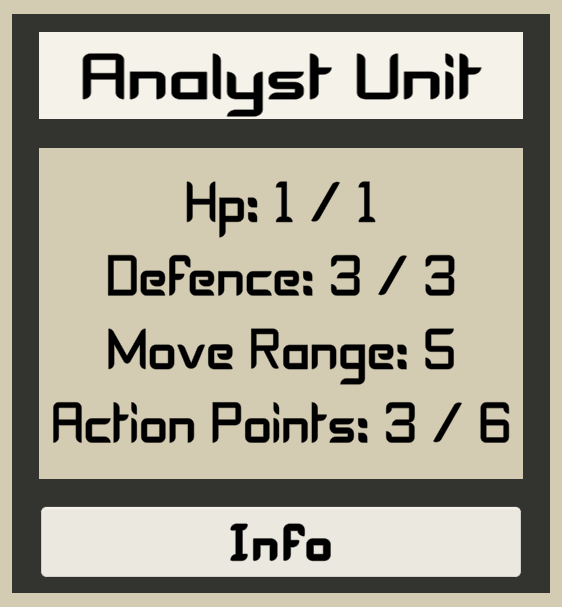 Analyst Unit
Hp: 1 / 1
Defence: 3 / 3
Move Range: 5
Action Points: 3 / 6
Info